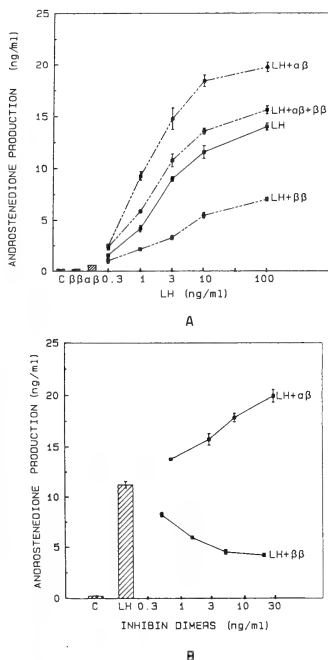 ANDROSTENEDIONE PRODUCTION (ng/ml)
25
20
15
10
5
0
LH+αβ
LH+αβ+ββ
LH
LH+ββ
C ββ αβ 0.3 1 3 10 100
LH (ng/ml)
A
ANDROSTENEDIONE PRODUCTION (ng/ml)
25
20
15
10
5
0
LH+αβ
LH+ββ
C LH 0.3 1 3 10 30
INHIBIN DIMERS (ng/ml)
B